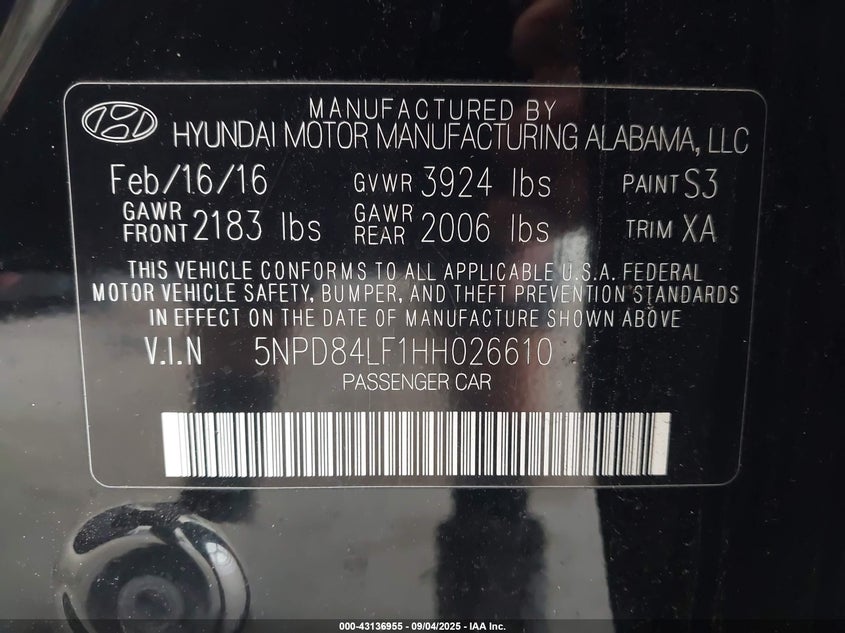 MANUFACTURED BY
HYUNDAI MOTOR MANUFACTURING ALABAMA, LLC
Feb/16/16 GVWR 3924 lbs PAINT S3
GAWR FRONT 2183 lbs GAWR REAR 2006 lbs TRIM XA
THIS VEHICLE CONFORMS TO ALL APPLICABLE U.S.A. FEDERAL
MOTOR VEHICLE SAFETY, BUMPER, AND THEFT PREVENTION STANDARDS
IN EFFECT ON THE DATE OF MANUFACTURE SHOWN ABOVE
V.I.N 5NPD84LF1HH026610
PASSENGER CAR
000-43136955 - 09/04/2025 - IAA Inc.